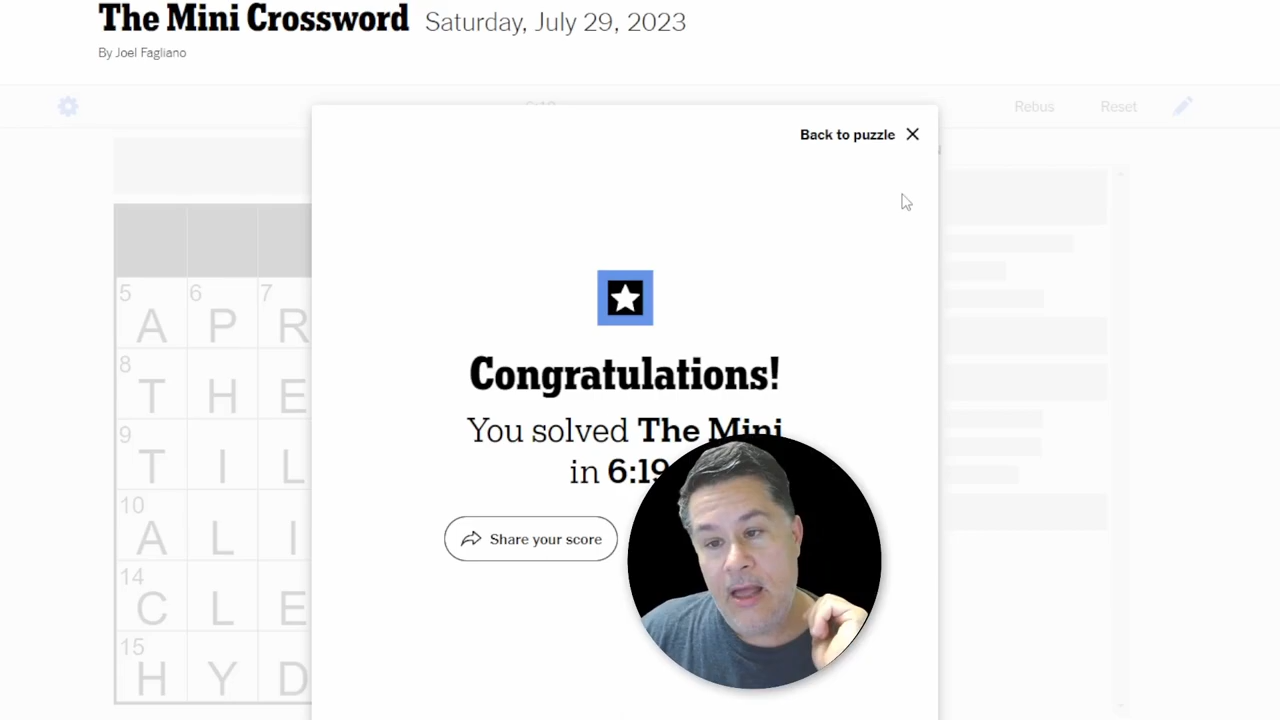 The Mini Crossword Saturday, July 29, 2023
By Joel Fagliano
Rebus Reset
Back to puzzle
5 6 7
A P R
8
T H E
9
T I L
10
A L I
14
C L E
15
H Y D
Congratulations!
You solved The Mini
in 6:19
Share your score